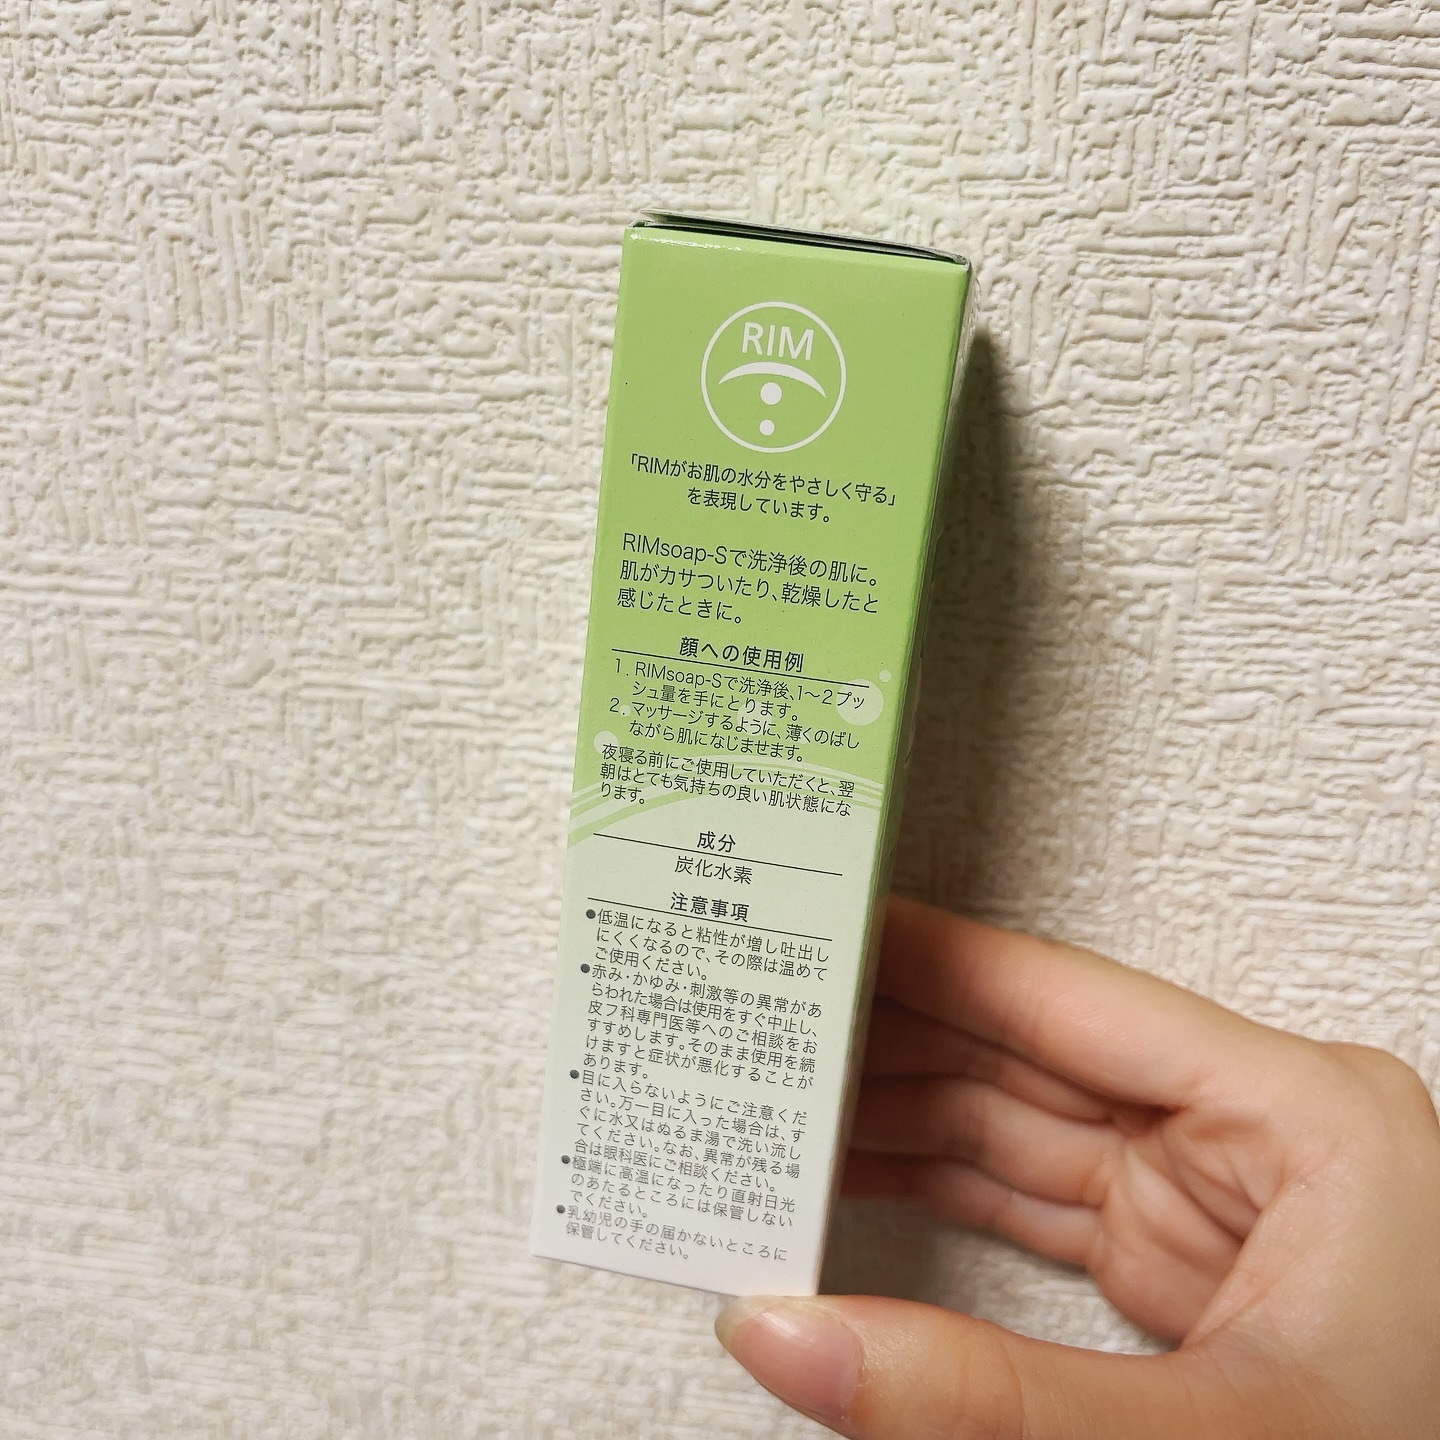 RIM
「RIMがお肌の水分をやさしく守る」
を表現しています。
RIMsoap-Sで洗浄後の肌に。
肌がカサついたり、乾燥したと
感じたときに。
顔への使用例
1. RIMsoap-Sで洗浄後、1〜2プッ
シュ量を手にとります。
2. マッサージするように、薄くのばし
ながら肌になじませます。
夜寝る前にご使用していただくと、翌
朝はとても気持ちの良い肌状態にな
ります。
成分
炭化水素
注意事項
●低温になると粘性が増し吐出し
にくくなるので、その際は温めて
ご使用ください。
●赤み・かゆみ・刺激等の異常があ
らわれた場合は使用をすぐ中止し、
皮フ科専門医等へのご相談をお
すすめします。そのまま使用を続
けますと症状が悪化することが
あります。
●目に入らないようにご注意くだ
さい。万一目に入った場合は、す
ぐに水又はぬるま湯で洗い流し
てください。なお、異常が残る場
合は眼科医にご相談ください。
●極端に高温になったり直射日光
のあたるところには保管しない
でください。
●乳幼児の手の届かないところに
保管してください。